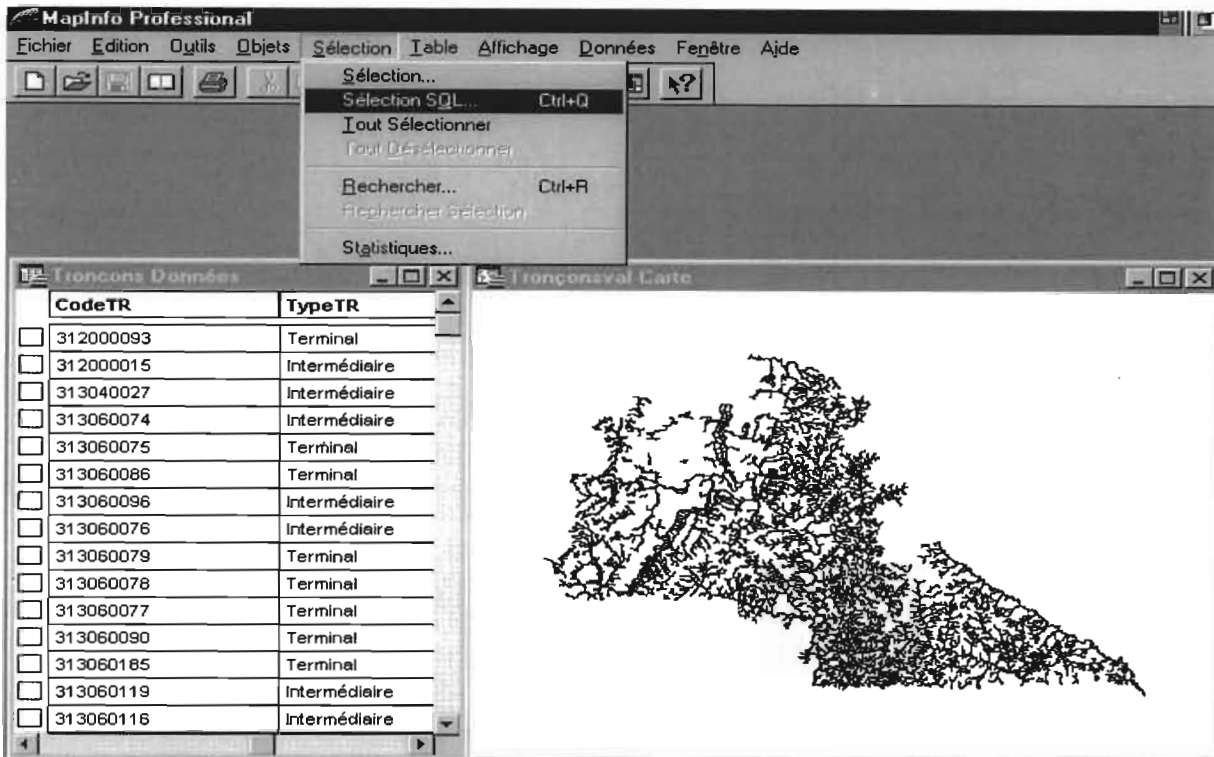 MapInfo Professional
Fichier Edition Outils Objets Sélection Table Affichage Données Fenêtre Ajde
Sélection...
Sélection SQL... Ctrl+Q
Tout Sélectionner
Tout Désélectionner
Rechercher... Ctrl+R
Rechercher Sélection
Statistiques...
Troncons Données
Tronçonsval Carte
CodeTR TypeTR
312000093 Terminal
312000015 Intermédiaire
313040027 Intermédiaire
313060074 Intermédiaire
313060075 Terminal
313060086 Terminal
313060096 Intermédiaire
313060076 Intermédiaire
313060079 Terminal
313060078 Terminal
313060077 Terminal
313060090 Terminal
313060185 Terminal
313060119 Intermédiaire
313060116 Intermédiaire